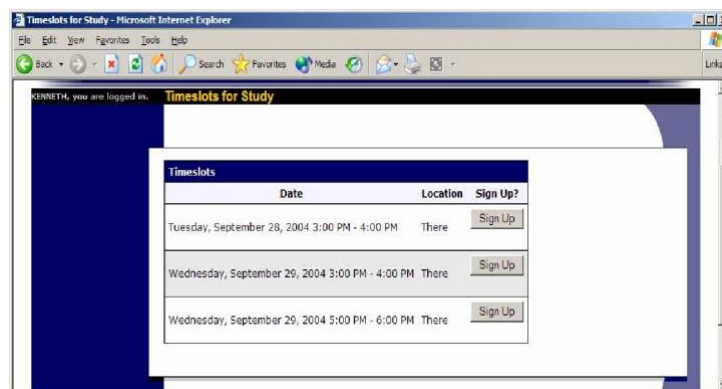 Timeslots for Study - Microsoft Internet Explorer
File Edit View Favorites Tools Help
Back Search Favorites Media Links
KENNETH, you are logged in. Timeslots for Study
Timeslots
Date Location Sign Up?
Tuesday, September 28, 2004 3:00 PM - 4:00 PM There Sign Up
Wednesday, September 29, 2004 3:00 PM - 4:00 PM There Sign Up
Wednesday, September 29, 2004 5:00 PM - 6:00 PM There Sign Up